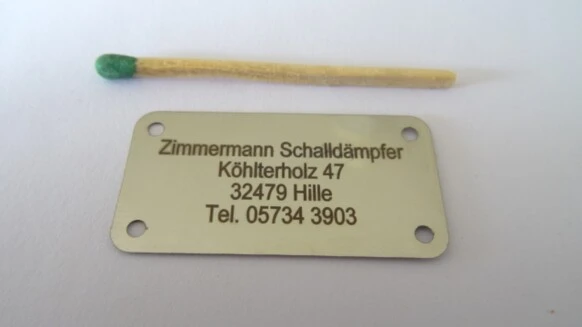 Zimmermann Schalldämpfer
Köhlterholz 47
32479 Hille
Tel. 05734 3903